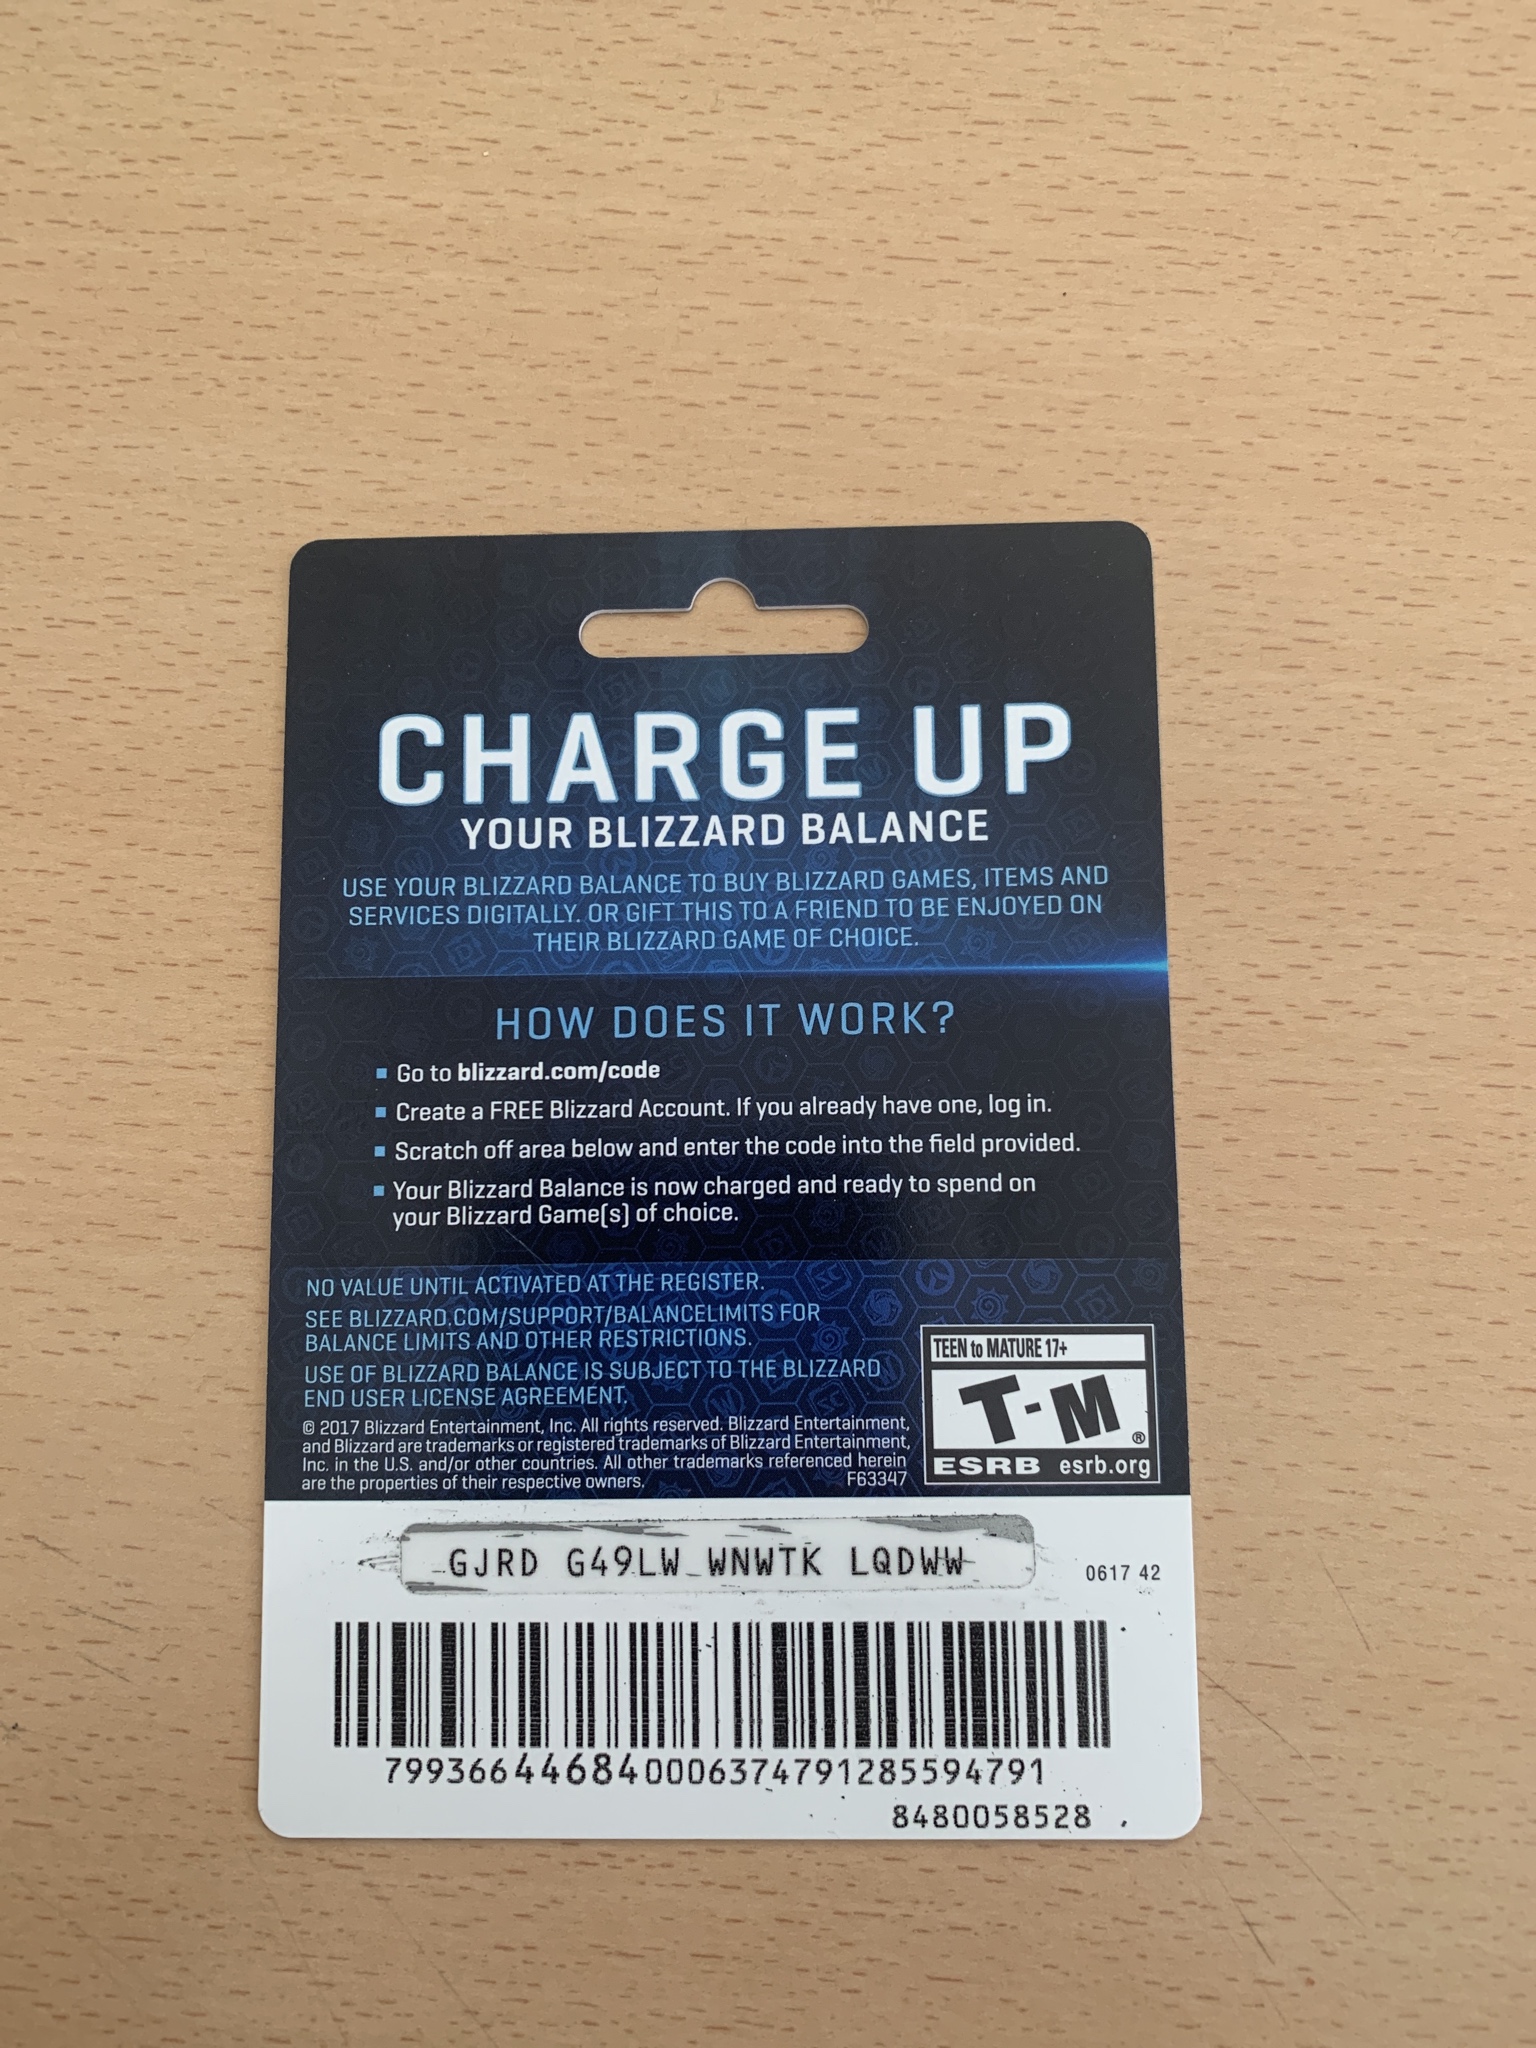 CHARGE UP
YOUR BLIZZARD BALANCE
USE YOUR BLIZZARD BALANCE TO BUY BLIZZARD GAMES, ITEMS AND
SERVICES DIGITALLY. OR GIFT THIS TO A FRIEND TO BE ENJOYED ON
THEIR BLIZZARD GAME OF CHOICE.
HOW DOES IT WORK?
Go to blizzard.com/code
Create a FREE Blizzard Account. If you already have one, log in.
Scratch off area below and enter the code into the field provided.
Your Blizzard Balance is now charged and ready to spend on
your Blizzard Game(s) of choice.
NO VALUE UNTIL ACTIVATED AT THE REGISTER.
SEE BLIZZARD.COM/SUPPORT/BALANCELIMITS FOR
BALANCE LIMITS AND OTHER RESTRICTIONS.
USE OF BLIZZARD BALANCE IS SUBJECT TO THE BLIZZARD
END USER LICENSE AGREEMENT.
© 2017 Blizzard Entertainment, Inc. All rights reserved. Blizzard Entertainment,
and Blizzard are trademarks or registered trademarks of Blizzard Entertainment,
Inc. in the U.S. and/or other countries. All other trademarks referenced herein
are the properties of their respective owners.
F63347
TEEN to MATURE 17+
T-M®
ESRB esrb.org
GJRD G49LW WNWTK LQDWW
0617 42
799366446840006374791285594791
8480058528